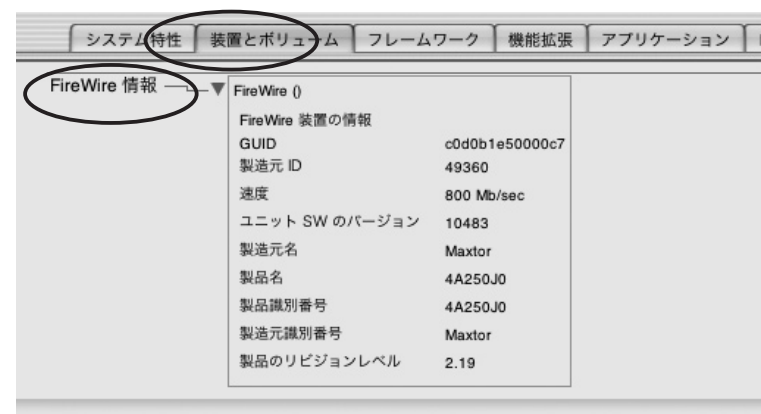 システム特性 装置とボリューム フレームワーク 機能拡張 アプリケーション
FireWire 情報 FireWire ()
FireWire 装置の情報
GUID c0d0b1e50000c7
製造元 ID 49360
速度 800 Mb/sec
ユニット SW のバージョン 10483
製造元名 Maxtor
製品名 4A250J0
製品識別番号 4A250J0
製造元識別番号 Maxtor
製品のリビジョンレベル 2.19